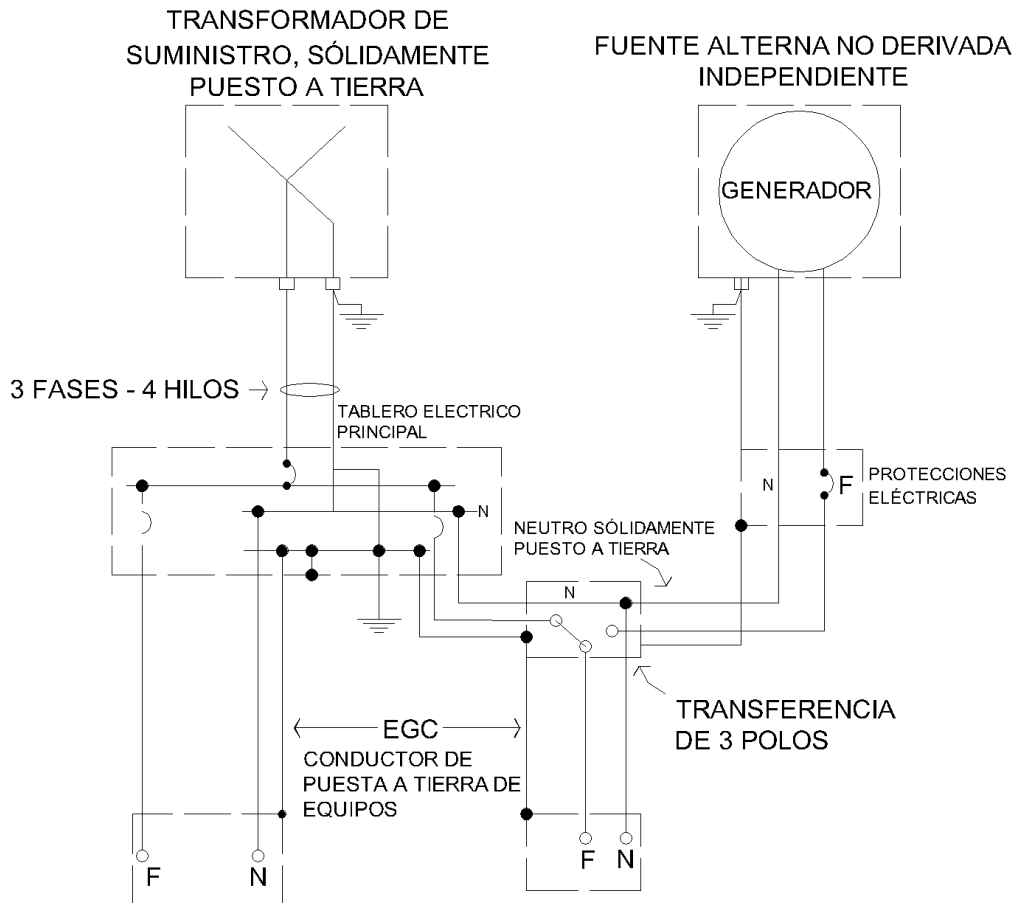 TRANSFORMADOR DE
SUMINISTRO, SÓLIDAMENTE
PUESTO A TIERRA
FUENTE ALTERNA NO DERIVADA
INDEPENDIENTE
GENERADOR
3 FASES - 4 HILOS
TABLERO ELECTRICO
PRINCIPAL
N
F
PROTECCIONES
ELÉCTRICAS
N
NEUTRO SÓLIDAMENTE
PUESTO A TIERRA
N
TRANSFERENCIA
DE 3 POLOS
EGC
CONDUCTOR DE
PUESTA A TIERRA DE
EQUIPOS
F N
F N